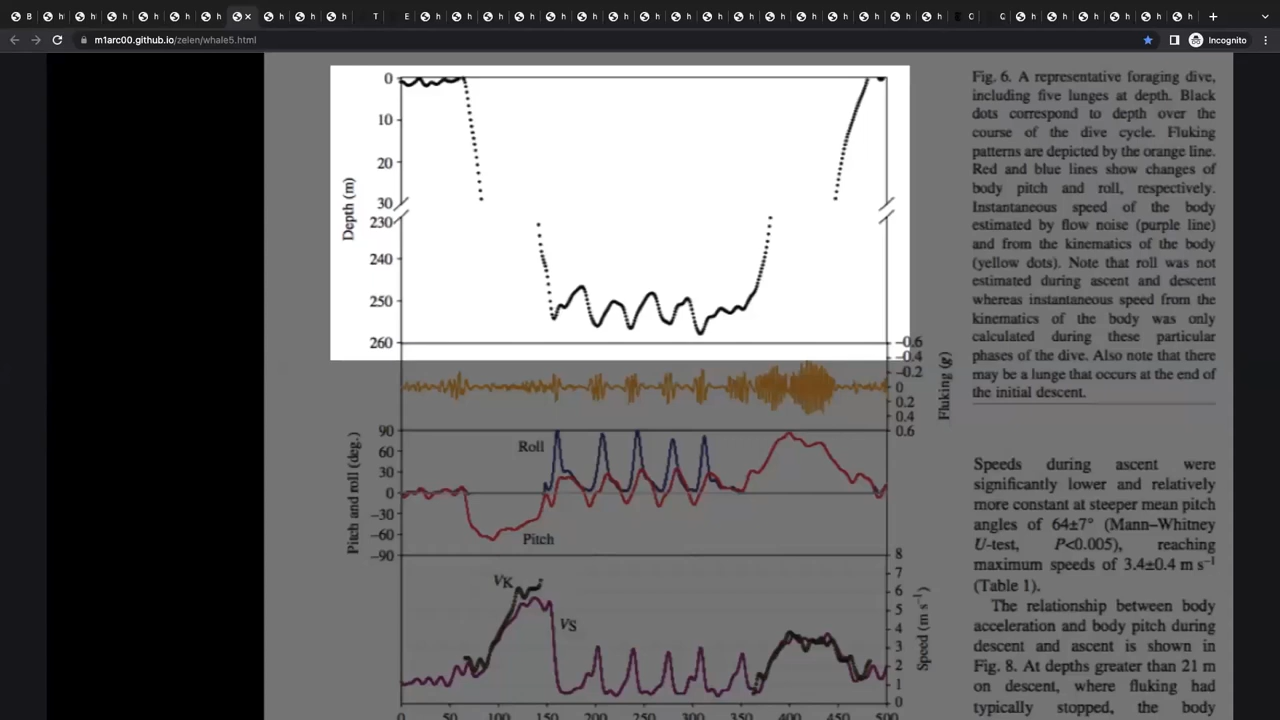 m1arc00.github.io/zelen/whale5.html
Incognito
0
10
20
30
230
240
250
260
Depth (m)
–0.6
–0.4
–0.2
0
0.2
0.4
0.6
Fluking (g)
90
60
30
0
–30
–60
–90
Pitch and roll (deg.)
Roll
Pitch
8
7
6
5
4
3
2
1
0
Speed (m s⁻¹)
VK
VS
0 50 100 150 200 250 300 350 400 450 500
Fig. 6. A representative foraging dive,
including five lunges at depth. Black
dots correspond to depth over the
course of the dive cycle. Fluking
patterns are depicted by the orange line.
Red and blue lines show changes of
body pitch and roll, respectively.
Instantaneous speed of the body
estimated by flow noise (purple line)
and from the kinematics of the body
(yellow dots). Note that roll was not
estimated during ascent and descent
whereas instantaneous speed from the
kinematics of the body was only
calculated during these particular
phases of the dive. Also note that there
may be a lunge that occurs at the end of
the initial descent.
Speeds during ascent were
significantly lower and relatively
more constant at steeper mean pitch
angles of 64±7° (Mann–Whitney
U-test, P<0.005), reaching
maximum speeds of 3.4±0.4 m s⁻¹
(Table 1).
The relationship between body
acceleration and body pitch during
descent and ascent is shown in
Fig. 8. At depths greater than 21 m
on descent, where fluking had
typically stopped, the body